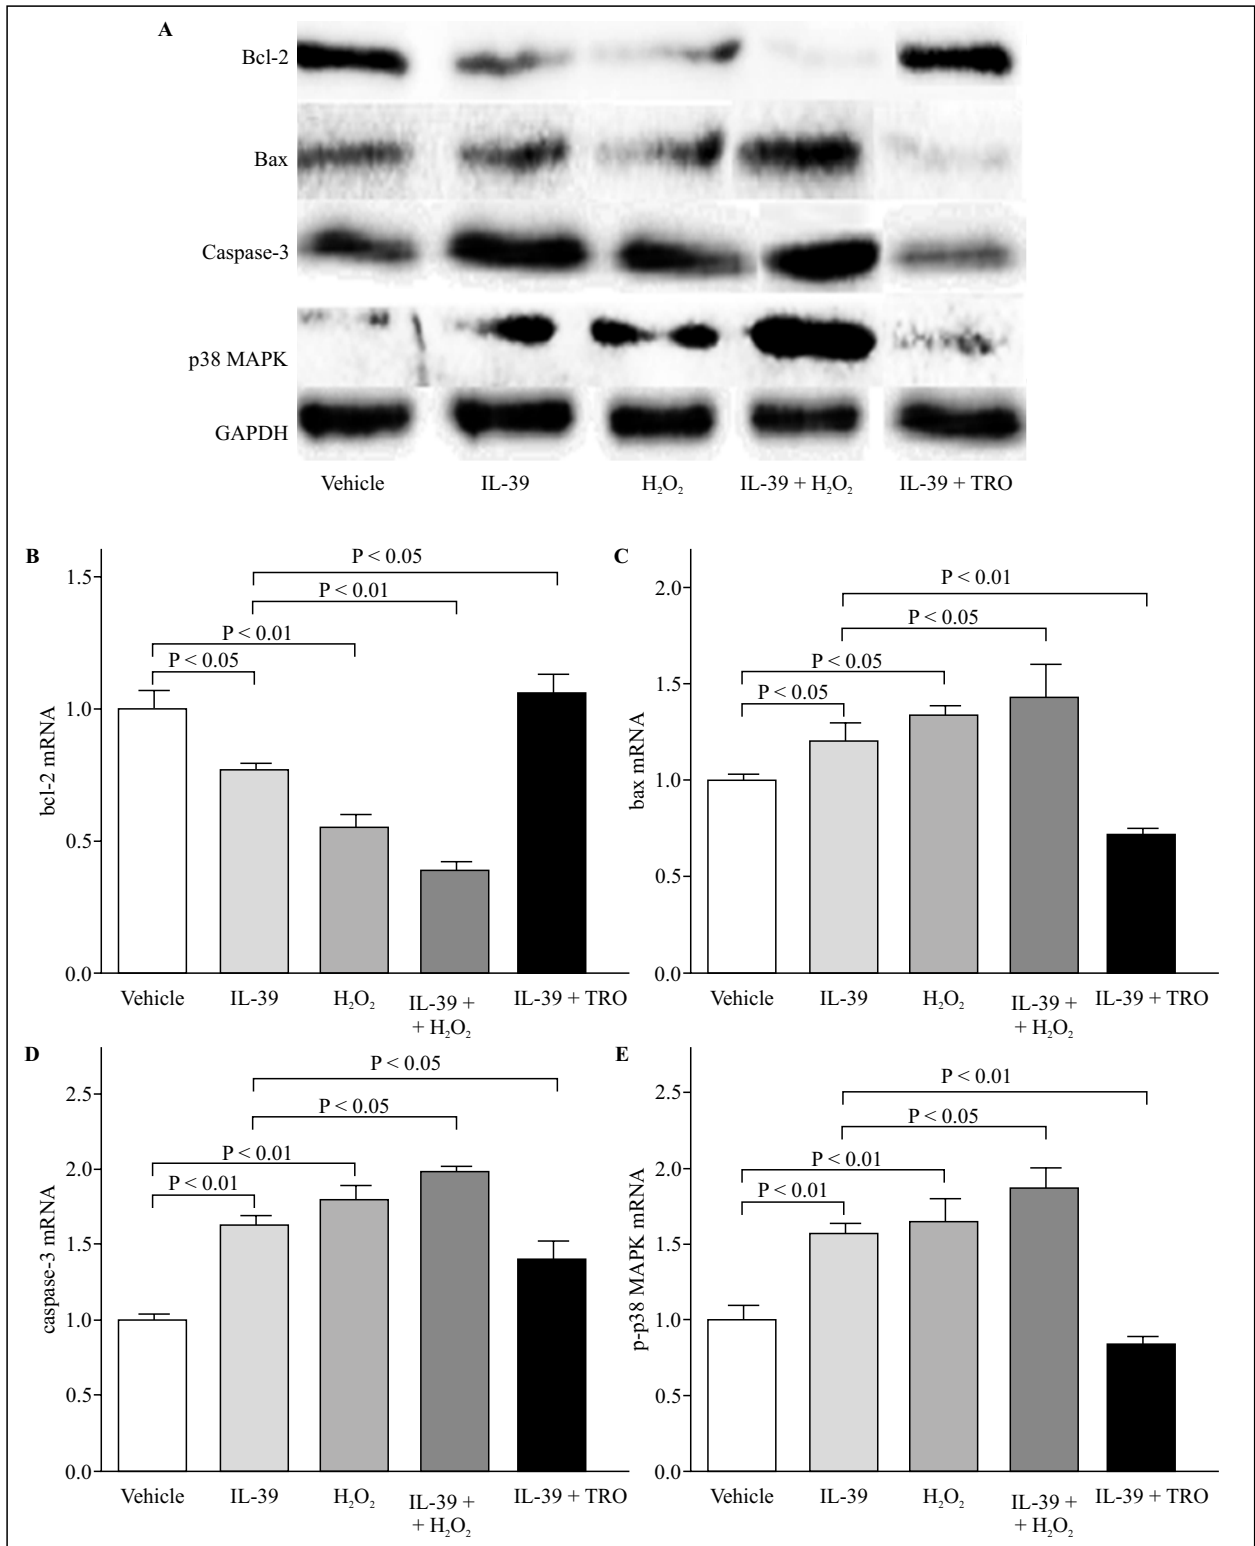 A
Bcl-2
Bax
Caspase-3
p38 MAPK
GAPDH
Vehicle IL-39 H₂O₂ IL-39 + H₂O₂ IL-39 + TRO
B
P < 0.05
P < 0.01
P < 0.01
P < 0.05
1.5
1.0
0.5
0.0
bcl-2 mRNA
Vehicle IL-39 H₂O₂ IL-39 + IL-39 + TRO
+ H₂O₂
C
P < 0.01
P < 0.05
P < 0.05
P < 0.05
2.0
1.5
1.0
0.5
0.0
bax mRNA
Vehicle IL-39 H₂O₂ IL-39 + IL-39 + TRO
+ H₂O₂
D
P < 0.05
P < 0.05
P < 0.01
P < 0.01
2.5
2.0
1.5
1.0
0.5
0.0
caspase-3 mRNA
Vehicle IL-39 H₂O₂ IL-39 + IL-39 + TRO
+ H₂O₂
E
P < 0.01
P < 0.05
P < 0.01
P < 0.01
2.5
2.0
1.5
1.0
0.5
0.0
p-p38 MAPK mRNA
Vehicle IL-39 H₂O₂ IL-39 + IL-39 + TRO
+ H₂O₂